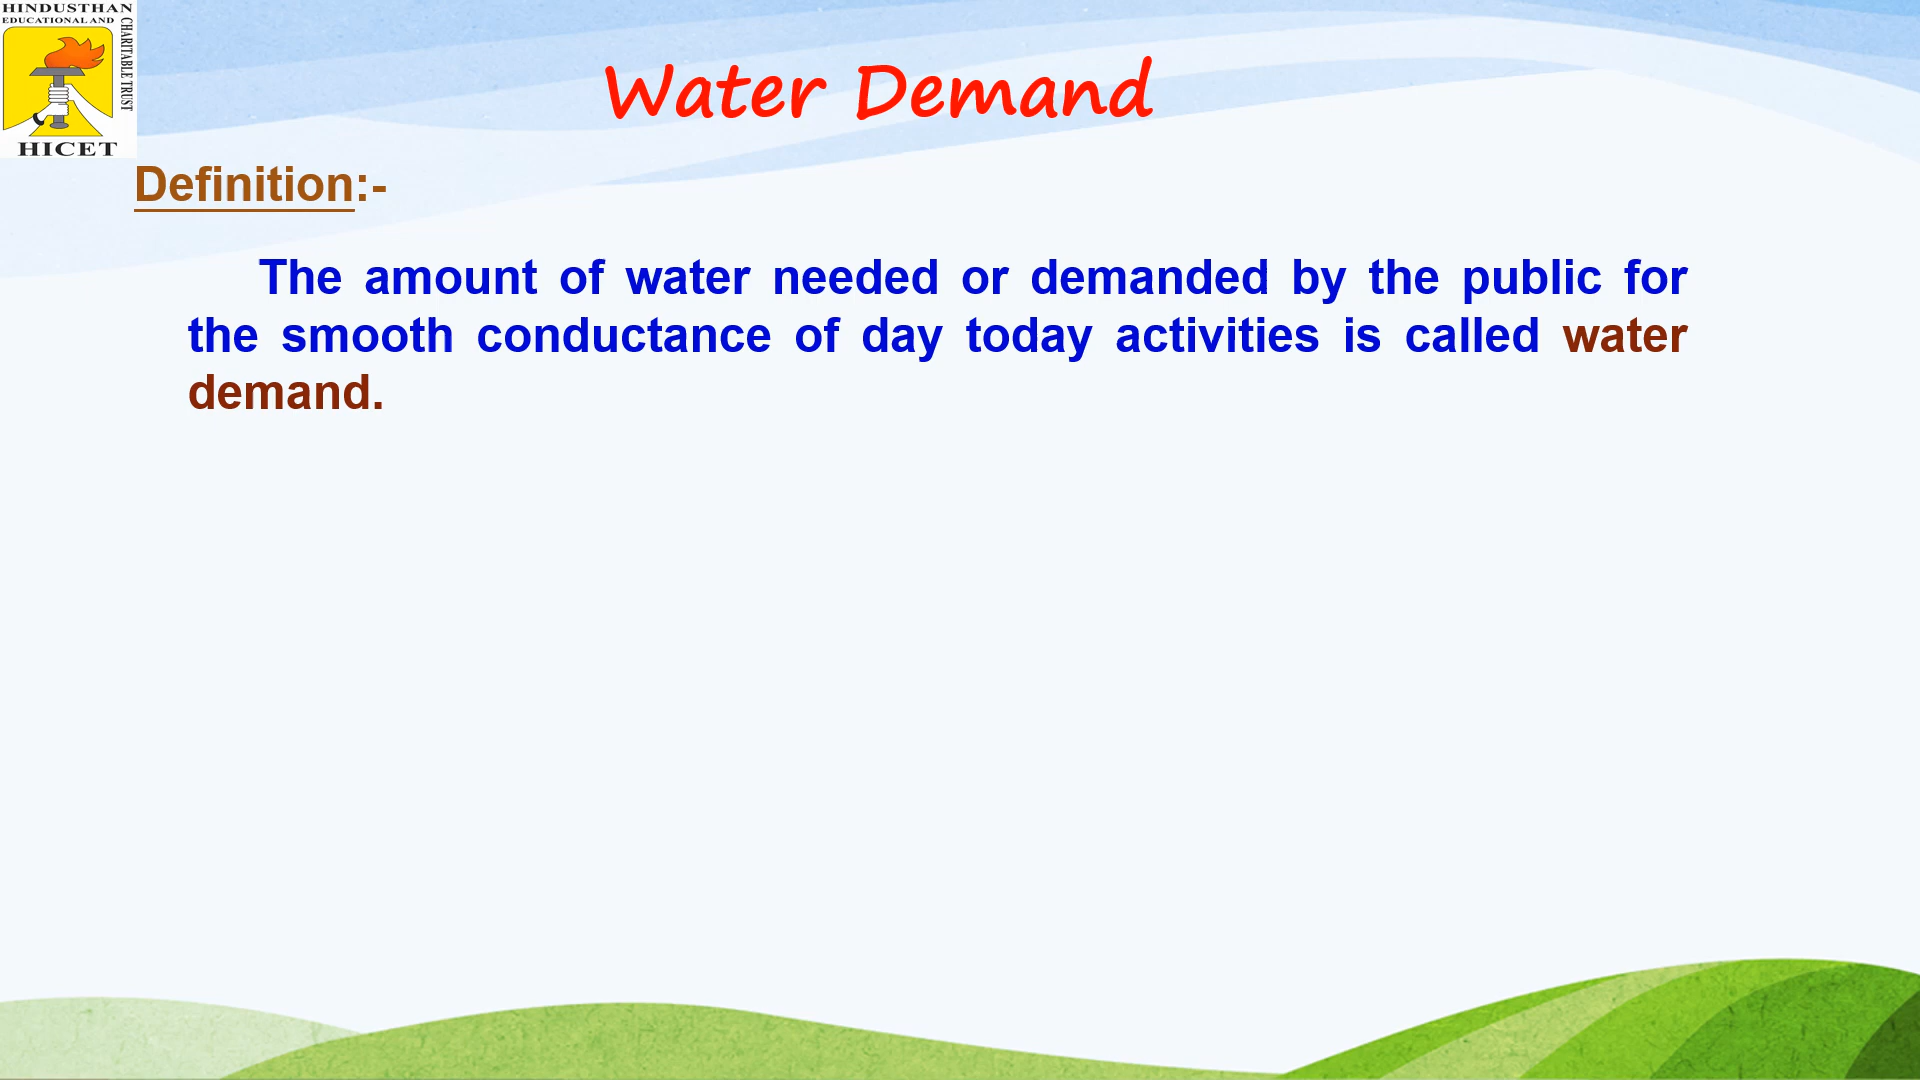 HINDUSTHAN
EDUCATIONAL AND
CHARITABLE TRUST
HICET
Water Demand
Definition:-
The amount of water needed or demanded by the public for
the smooth conductance of day today activities is called water
demand.